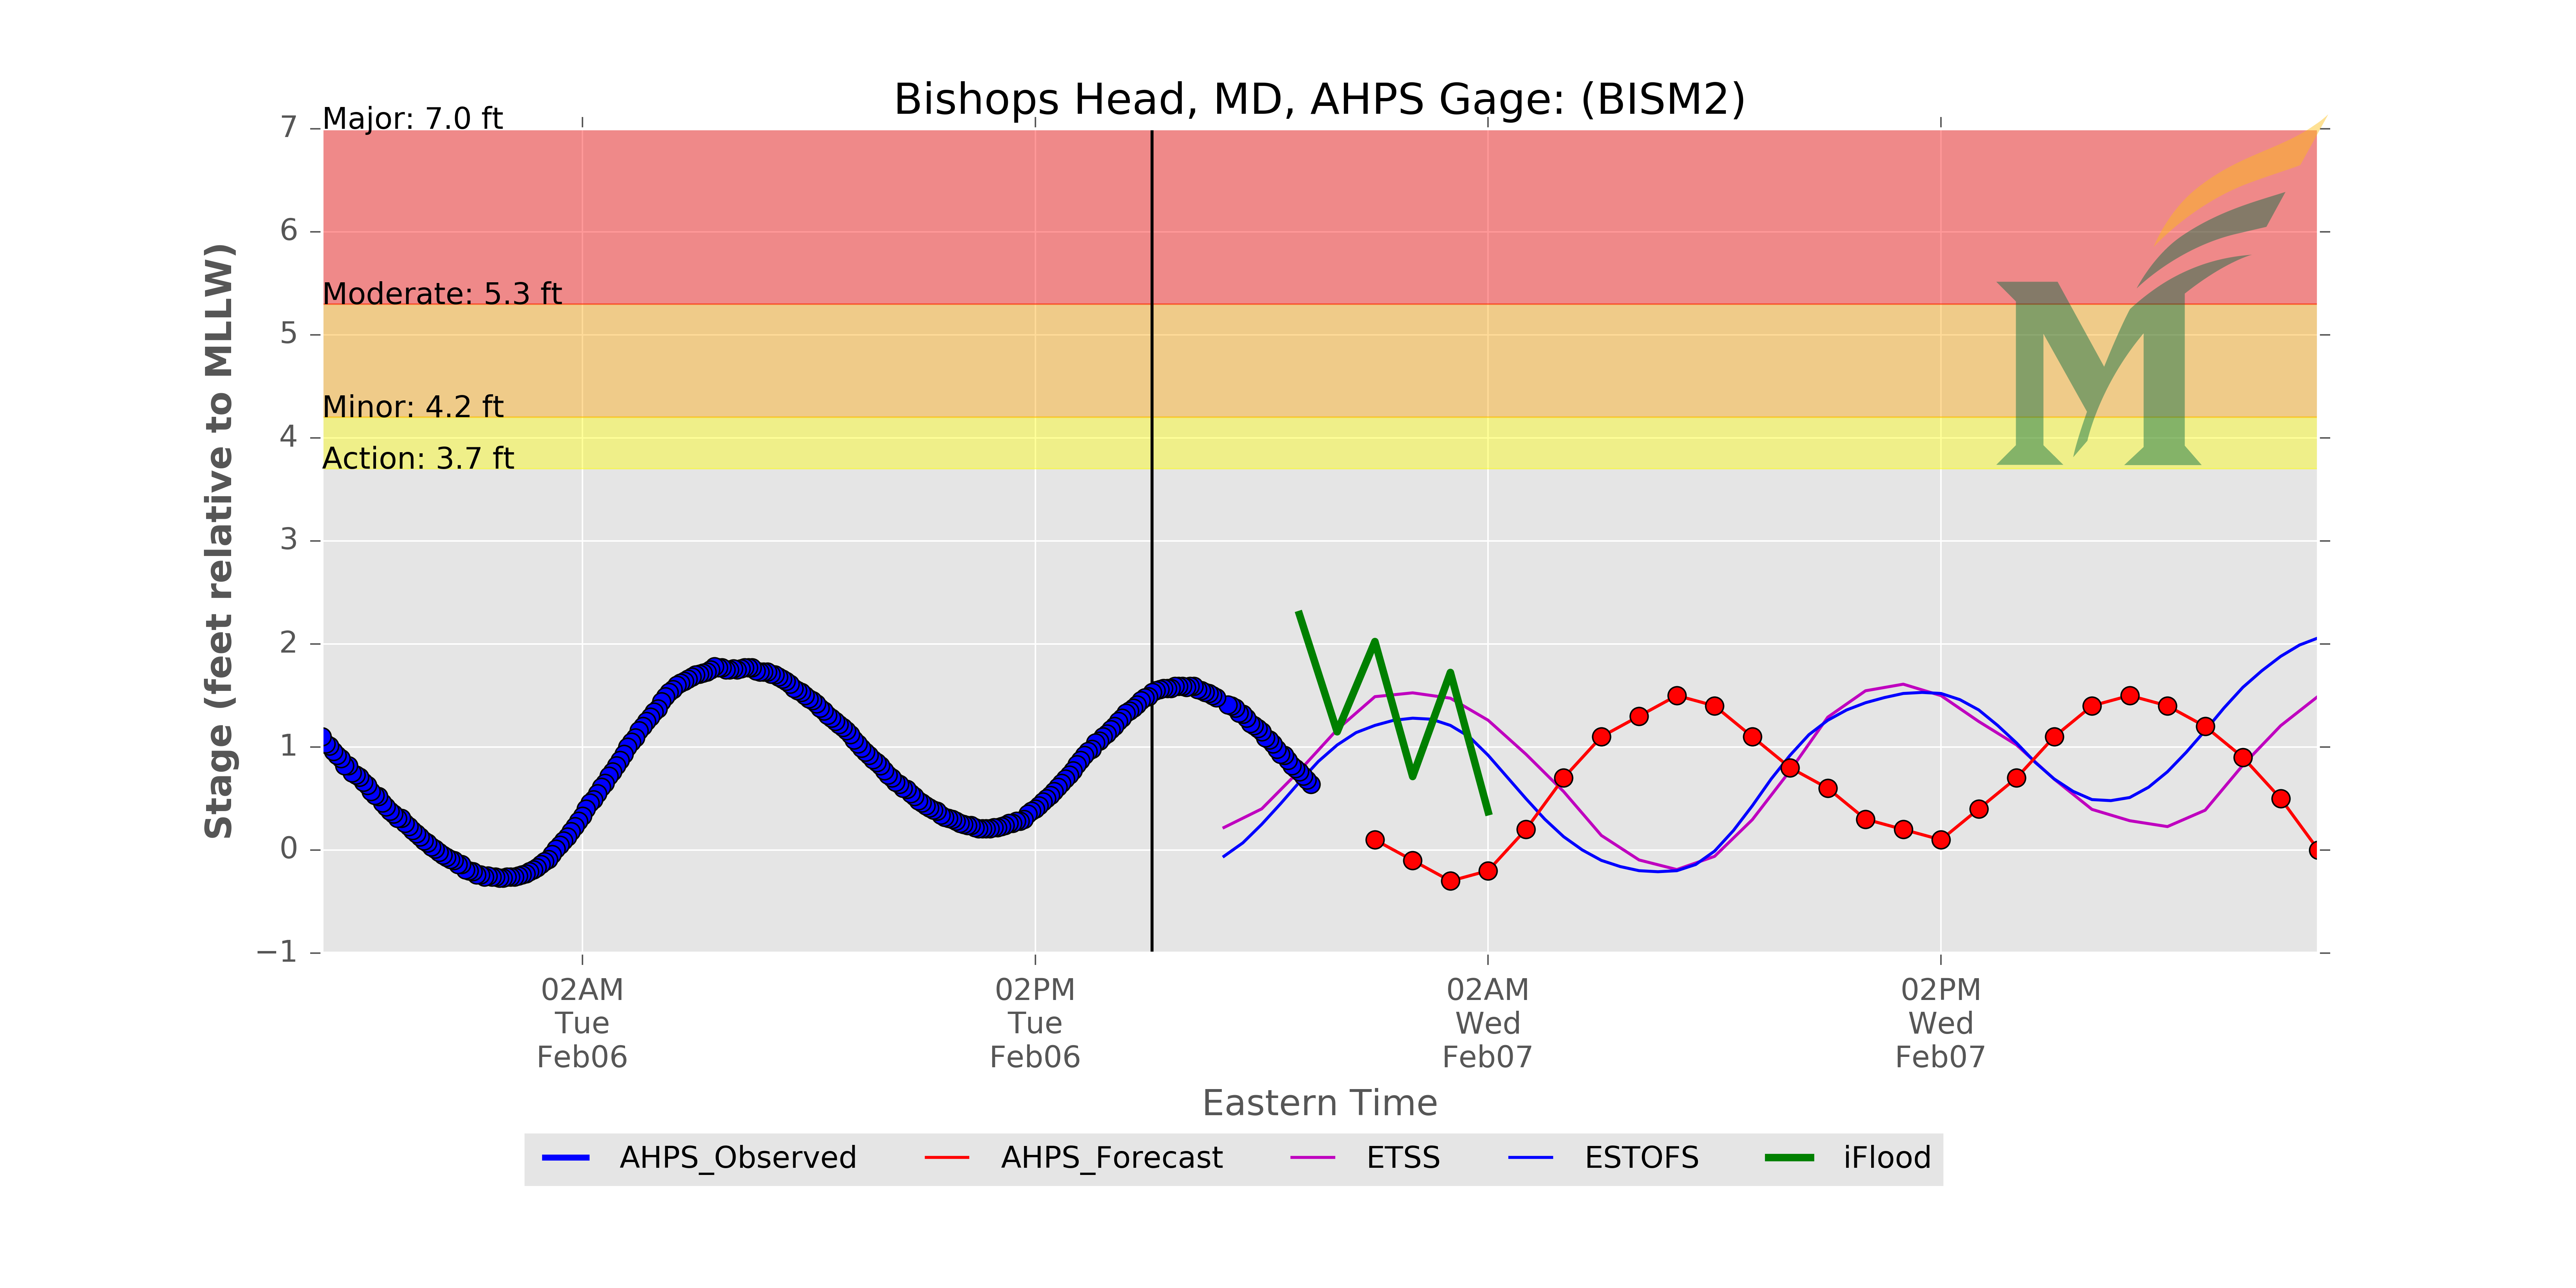 Bishops Head, MD, AHPS Gage: (BISM2)
Major: 7.0 ft
Moderate: 5.3 ft
Minor: 4.2 ft
Action: 3.7 ft
7
6
5
4
3
2
1
0
−1
Stage (feet relative to MLLW)
02AM
Tue
Feb06
02PM
Tue
Feb06
02AM
Wed
Feb07
02PM
Wed
Feb07
Eastern Time
AHPS_Observed
AHPS_Forecast
ETSS
ESTOFS
iFlood
M